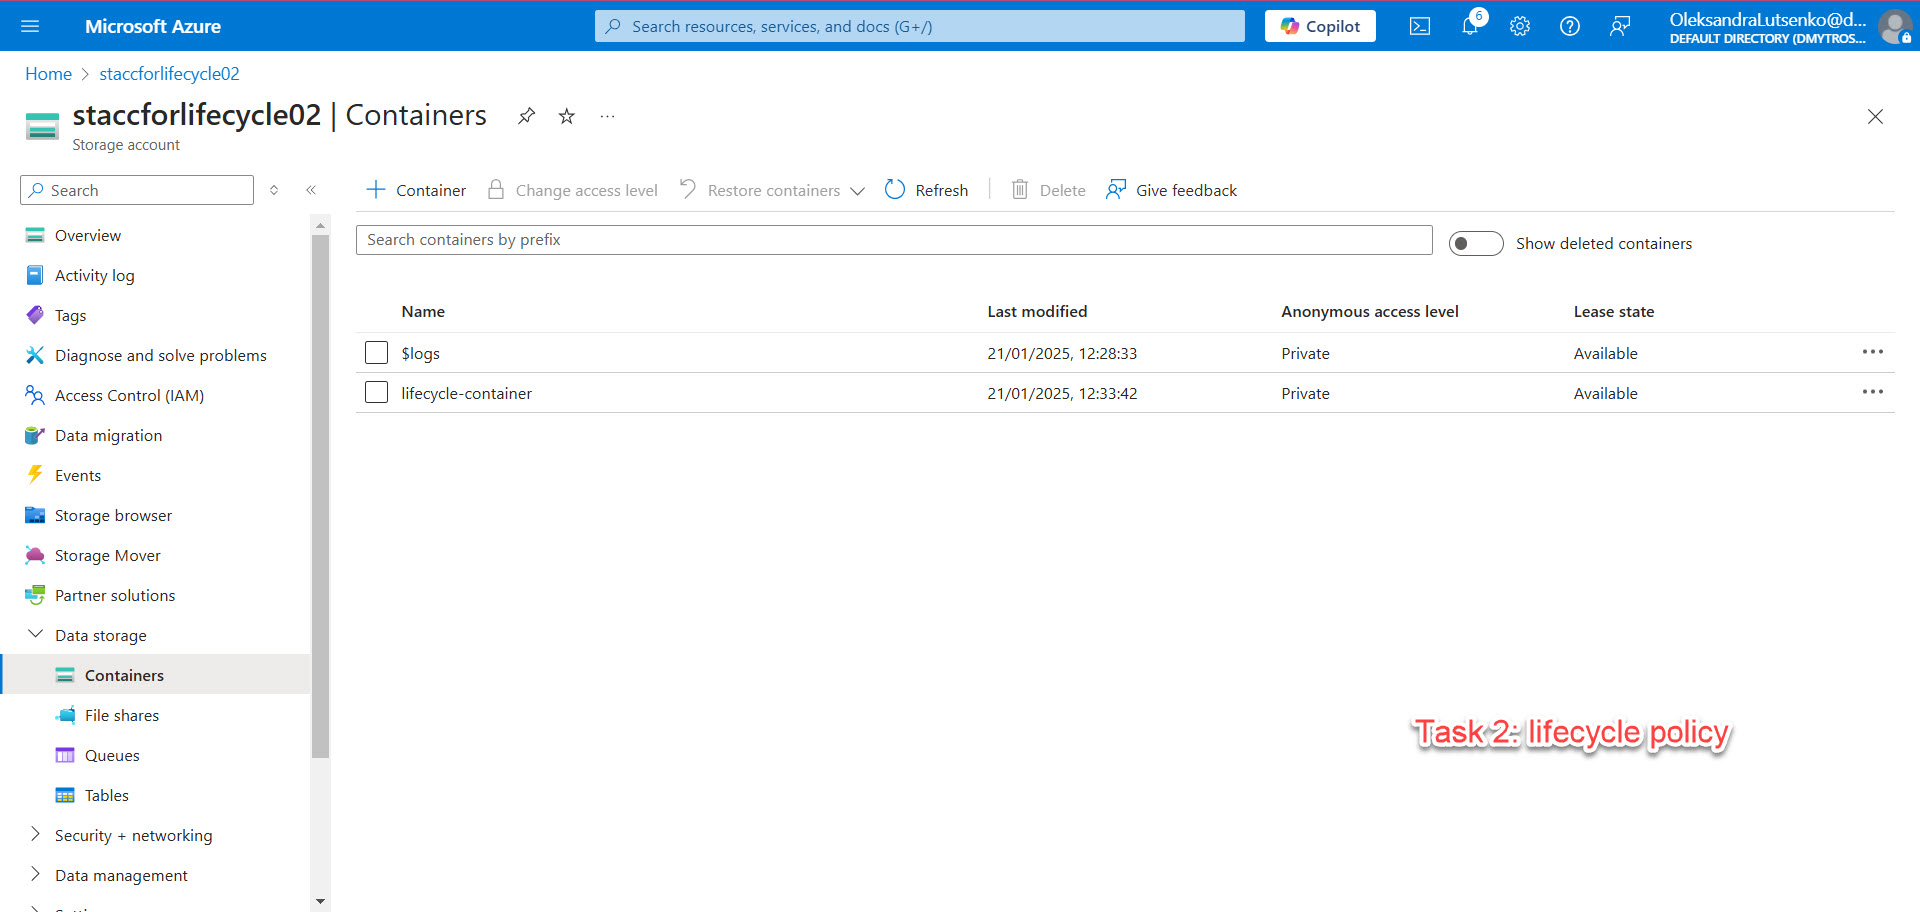 Microsoft Azure
Search resources, services, and docs (G+/)
Copilot
6
OleksandraLutsenko@d...
DEFAULT DIRECTORY (DMYTROS...
Home > staccforlifecycle02
staccforlifecycle02 | Containers
Storage account
Search
Container
Change access level
Restore containers
Refresh
Delete
Give feedback
Overview
Activity log
Tags
Diagnose and solve problems
Access Control (IAM)
Data migration
Events
Storage browser
Storage Mover
Partner solutions
Data storage
Containers
File shares
Queues
Tables
Security + networking
Data management
Search containers by prefix
Show deleted containers
Name Last modified Anonymous access level Lease state
$logs 21/01/2025, 12:28:33 Private Available
lifecycle-container 21/01/2025, 12:33:42 Private Available
Task 2: lifecycle policy